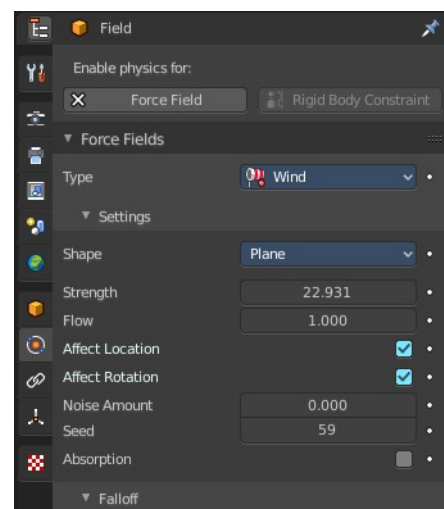 Field
Enable physics for:
Force Field Rigid Body Constraint
Force Fields
Type Wind
Settings
Shape Plane
Strength 22.931
Flow 1.000
Affect Location
Affect Rotation
Noise Amount 0.000
Seed 59
Absorption
Falloff